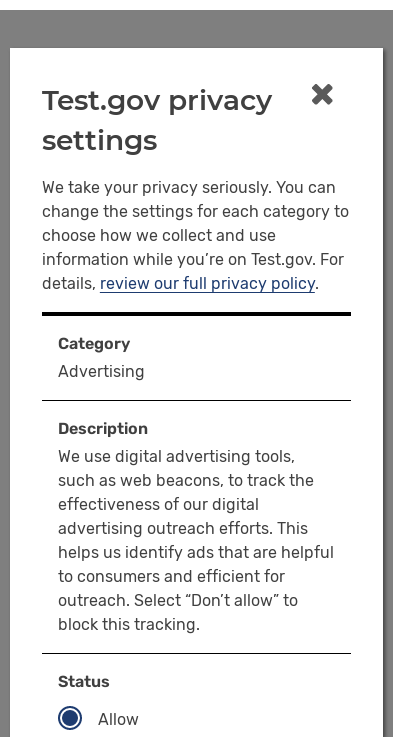 Test.gov privacy
settings
We take your privacy seriously. You can
change the settings for each category to
choose how we collect and use
information while you’re on Test.gov. For
details, review our full privacy policy.
Category
Advertising
Description
We use digital advertising tools,
such as web beacons, to track the
effectiveness of our digital
advertising outreach efforts. This
helps us identify ads that are helpful
to consumers and efficient for
outreach. Select “Don’t allow” to
block this tracking.
Status
Allow